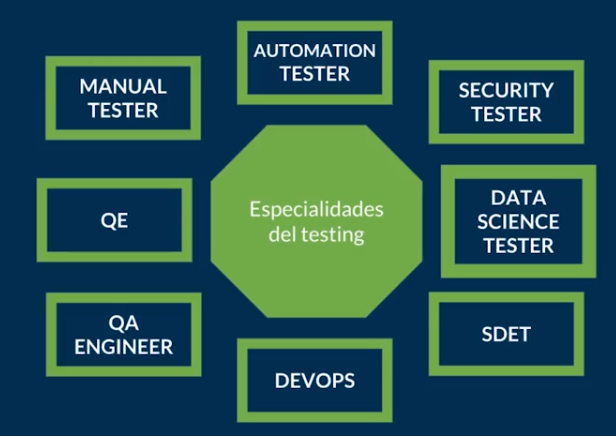 AUTOMATION
TESTER
MANUAL
TESTER
SECURITY
TESTER
QE
Especialidades
del testing
DATA
SCIENCE
TESTER
QA
ENGINEER
SDET
DEVOPS